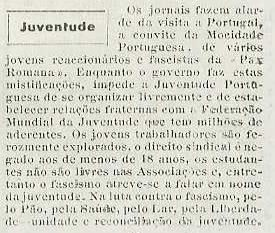 Juventude
Os jornais fazem alar-
de da visita a Portugal,
a convite da Mocidade
Portuguesa, de vários
jovens reaccionários e fascistas da «Pax
Romana». Enquanto o governo faz estas
mistificações, impede a Juventude Portu-
guesa de se organizar livremente e de esta-
belecer relações fraternas com a Federação
Mundial da Juventude que tem milhões de
aderentes. Os jovens trabalhadores são fe-
rozmente explorados, o direito sindical é ne-
gado aos de menos de 18 anos, os estudan-
tes não são livres nas Associações e, entre-
tanto o fascismo atreve-se a falar em nome
da juventude. Na luta contra o fascismo, pe-
lo Pão, pela Saúde, pelo Lar, pela Liberda-
de—unidade e reconciliação da juventude.